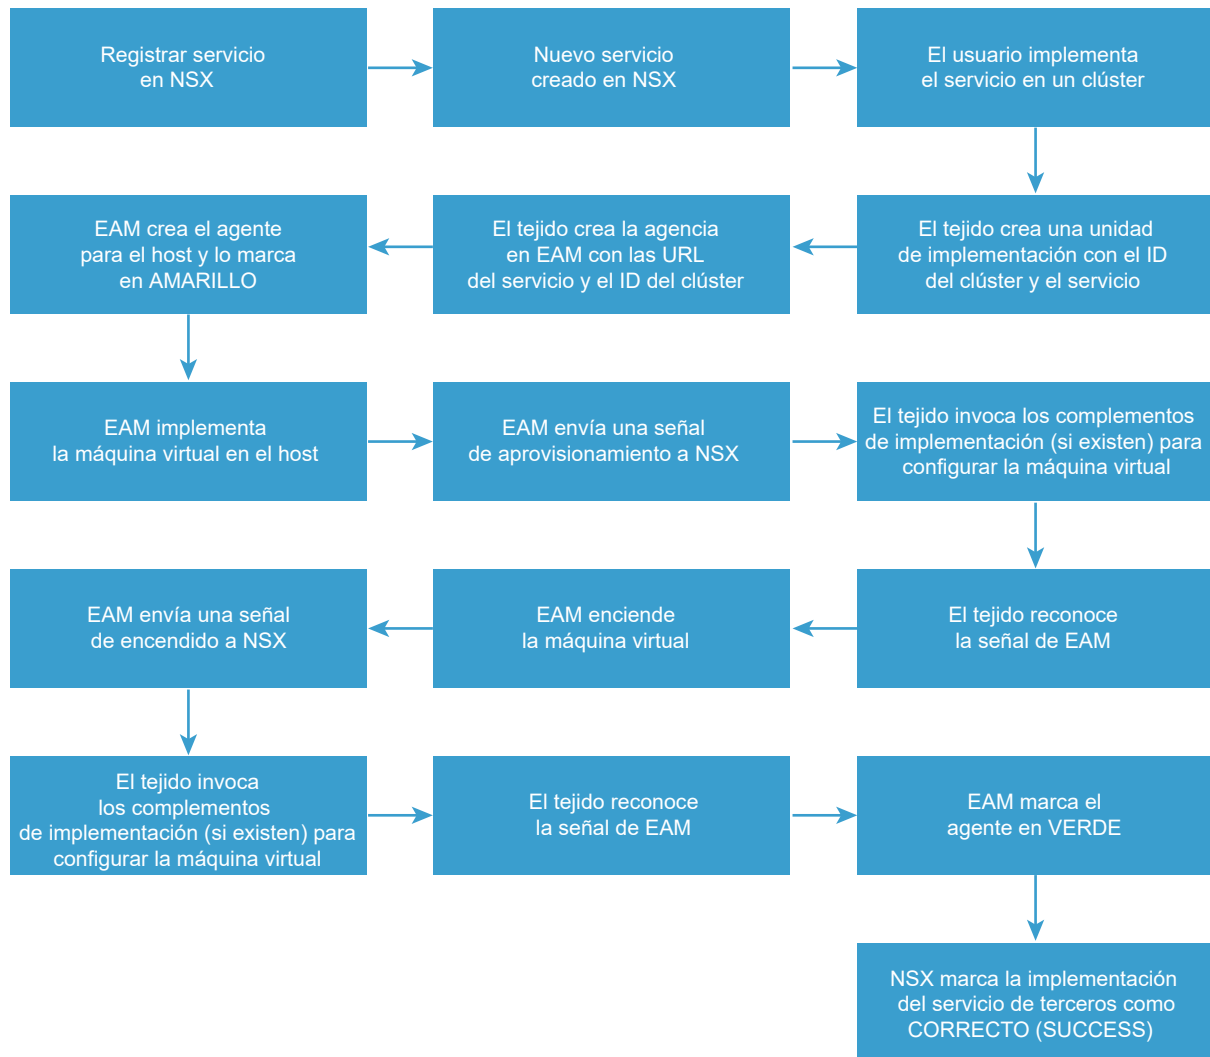 Registrar servicio
en NSX
Nuevo servicio
creado en NSX
El usuario implementa
el servicio en un clúster
El tejido crea una unidad
de implementación con el ID
del clúster y el servicio
El tejido crea la agencia
en EAM con las URL
del servicio y el ID del clúster
EAM crea el agente
para el host y lo marca
en AMARILLO
EAM implementa
la máquina virtual en el host
EAM envía una señal
de aprovisionamiento a NSX
El tejido invoca los complementos
de implementación (si existen) para
configurar la máquina virtual
El tejido reconoce
la señal de EAM
EAM enciende
la máquina virtual
EAM envía una señal
de encendido a NSX
El tejido invoca
los complementos
de implementación (si existen) para
configurar la máquina virtual
El tejido reconoce
la señal de EAM
EAM marca el
agente en VERDE
NSX marca la implementación
del servicio de terceros como
CORRECTO (SUCCESS)